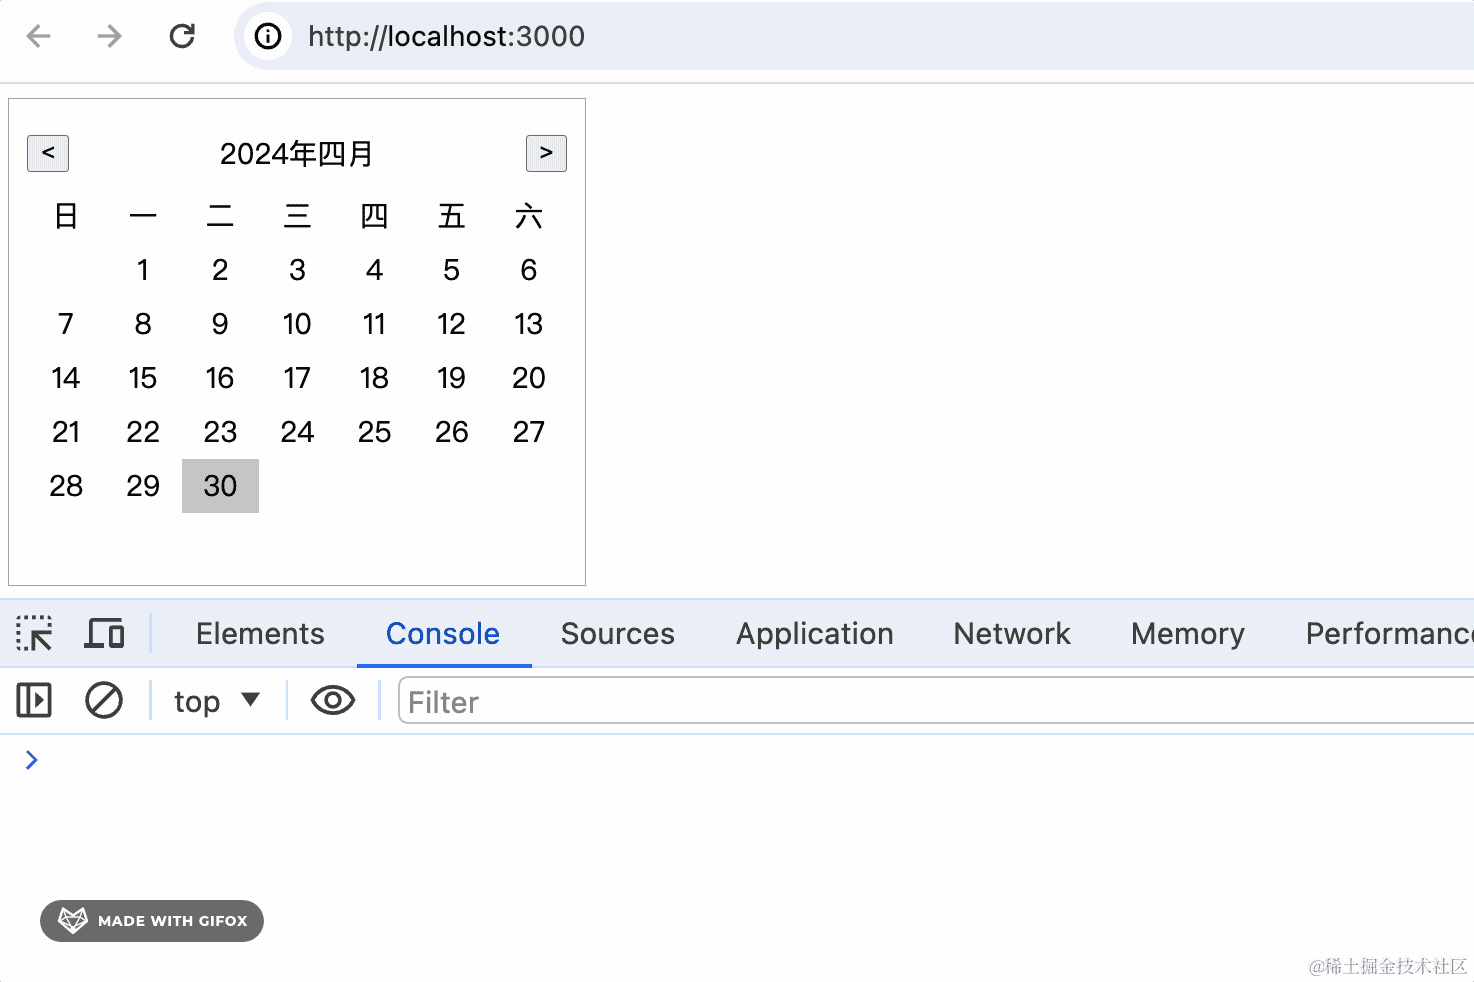 http://localhost:3000
< 2024年四月 >
日 一 二 三 四 五 六
1 2 3 4 5 6
7 8 9 10 11 12 13
14 15 16 17 18 19 20
21 22 23 24 25 26 27
28 29 30
Elements Console Sources Application Network Memory Performanc
top ▼ Filter
>
MADE WITH GIFOX
@稀土掘金技术社区